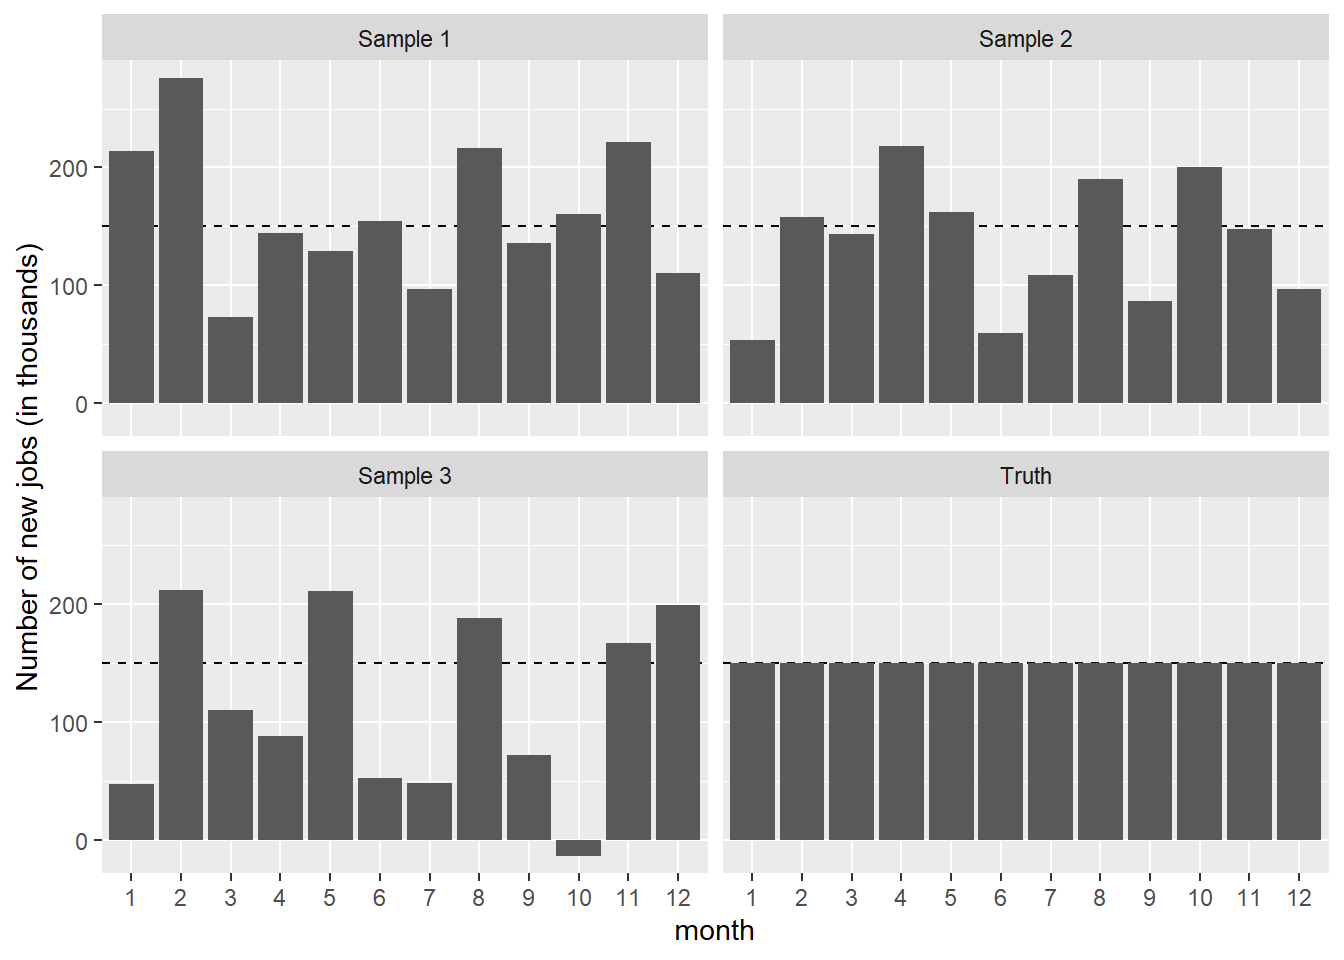 Sample 1
Sample 2
200
100
0
Sample 3
Truth
200
100
0
1 2 3 4 5 6 7 8 9 10 11 12
1 2 3 4 5 6 7 8 9 10 11 12
month
Number of new jobs (in thousands)